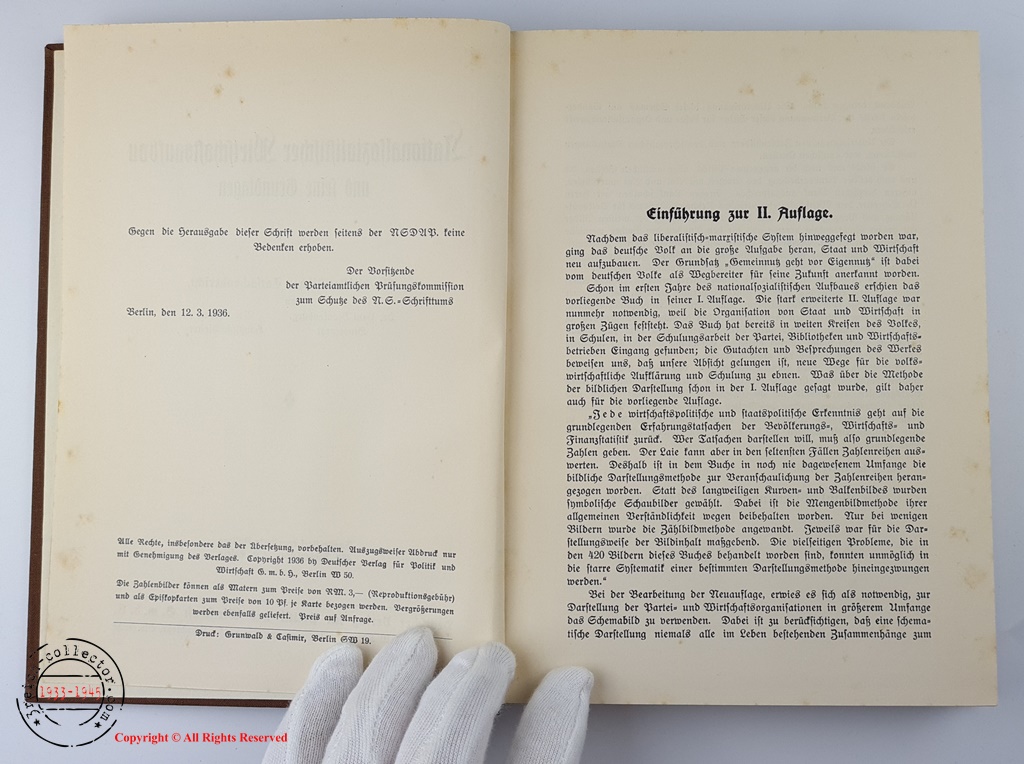 Gegen die Herausgabe dieser Schrift werden seitens der NSDAP. keine
Bedenken erhoben.
Der Vorsitzende
der Parteiamtlichen Prüfungskommission
zum Schutze des N.S.-Schrifttums
Berlin, den 12. 3. 1936.
Alle Rechte, insbesondere das der Übersetzung, vorbehalten. Auszugsweiser Abdruck nur
mit Genehmigung des Verlages. Copyright 1936 by Deutscher Verlag für Politik und
Wirtschaft G. m. b. H., Berlin W 50.
Die Zahlenbilder können als Matern zum Preise von RM. 3,— (Reproduktionsgebühr)
und als Episkopkarten zum Preise von 10 Pf. je Karte bezogen werden. Vergrößerungen
werden ebenfalls geliefert. Preis auf Anfrage.
Druck: Grunwald & Casimir, Berlin SW 19.
Einführung zur II. Auflage.
Nachdem das liberalistisch-marxistische System hinweggefegt worden war,
ging das deutsche Volk an die große Aufgabe heran, Staat und Wirtschaft
neu aufzubauen. Der Grundsatz „Gemeinnutz geht vor Eigennutz“ ist dabei
vom deutschen Volke als Wegbereiter für seine Zukunft anerkannt worden.
Schon im ersten Jahre des nationalsozialistischen Aufbaues erschien das
vorliegende Buch in seiner I. Auflage. Die stark erweiterte II. Auflage war
nunmehr notwendig, weil die Organisation von Staat und Wirtschaft in
großen Zügen feststeht. Das Buch hat bereits in weiten Kreisen des Volkes,
in Schulen, in der Schulungsarbeit der Partei, Bibliotheken und Wirtschafts-
betrieben Eingang gefunden; die Gutachten und Besprechungen des Werkes
beweisen uns, daß unsere Absicht gelungen ist, neue Wege für die volks-
wirtschaftliche Aufklärung und Schulung zu ebnen. Was über die Methode
der bildlichen Darstellung schon in der I. Auflage gesagt wurde, gilt daher
auch für die vorliegende Auflage.
„Jede wirtschaftspolitische und staatspolitische Erkenntnis geht auf die
grundlegenden Erfahrungstatsachen der Bevölkerungs-, Wirtschafts- und
Finanzstatistik zurück. Wer Tatsachen darstellen will, muß also grundlegende
Zahlen geben. Der Laie kann aber in den seltensten Fällen Zahlenreihen aus-
werten. Deshalb ist in dem Buche in noch nie dagewesenem Umfange die
bildliche Darstellungsmethode zur Veranschaulichung der Zahlenreihen heran-
gezogen worden. Statt des langweiligen Kurven- und Balkenbildes wurden
symbolische Schaubilder gewählt. Dabei ist die Mengenbildmethode ihrer
allgemeinen Verständlichkeit wegen beibehalten worden. Nur bei wenigen
Bildern wurde die Zählbildmethode angewandt. Jeweils war für die Dar-
stellungsweise der Bildinhalt maßgebend. Die vielseitigen Probleme, die in
den 420 Bildern dieses Buches behandelt worden sind, konnten unmöglich in
die starre Systematik einer bestimmten Darstellungsmethode hineingezwungen
werden.“
Bei der Bearbeitung der Neuauflage, erwies es sich als notwendig, zur
Darstellung der Partei- und Wirtschaftsorganisationen in größerem Umfange
das Schemabild zu verwenden. Dabei ist zu berücksichtigen, daß eine schema-
tische Darstellung niemals alle im Leben bestehenden Zusammenhänge zum
3reich-collector.com
1933-1945
Copyright © All Rights Reserved